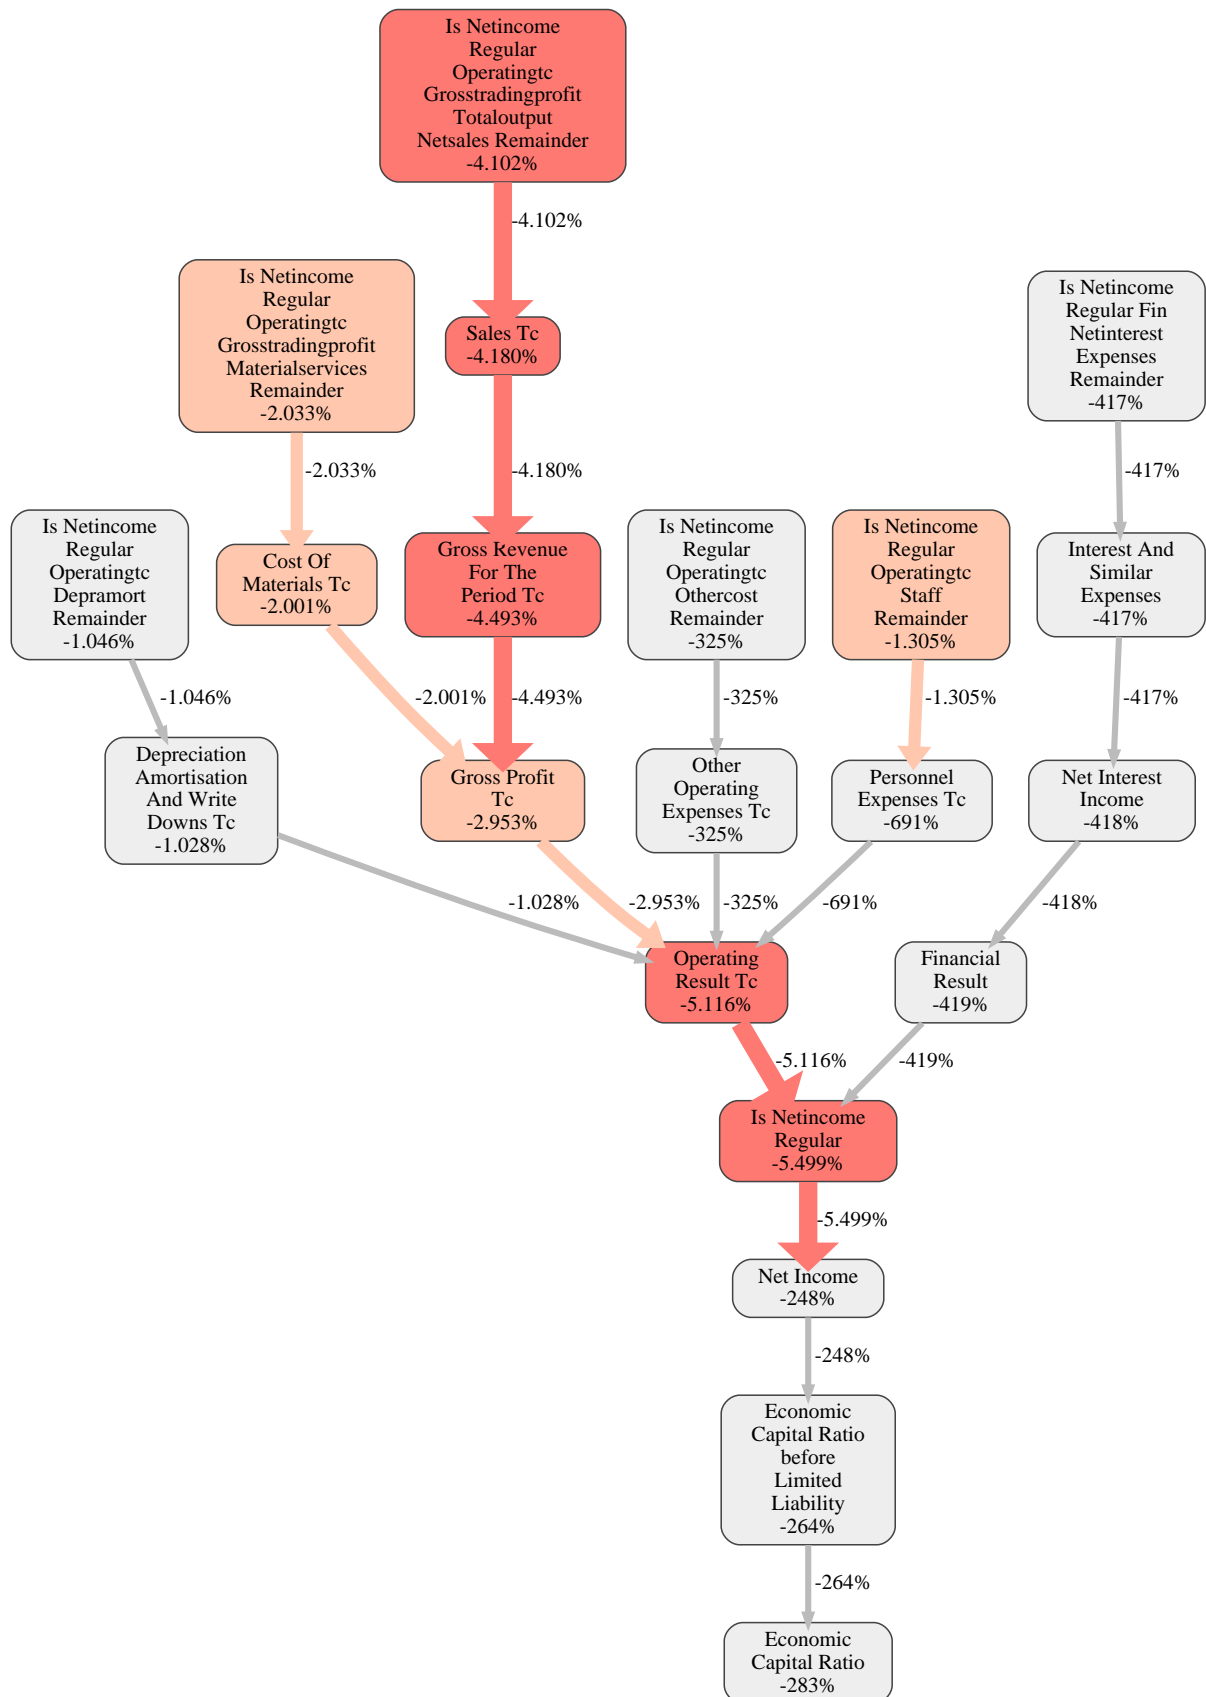 Is Netincome
Regular
Operatingtc
Grosstradingprofit
Totaloutput
Netsales Remainder
-4.102%
-4.102%
Is Netincome
Regular
Operatingtc
Grosstradingprofit
Materialservices
Remainder
-2.033%
Is Netincome
Regular Fin
Netinterest
Expenses
Remainder
-417%
Sales Tc
-4.180%
-2.033%
-4.180%
-417%
Is Netincome
Regular
Operatingtc
Depramort
Remainder
-1.046%
Cost Of
Materials Tc
-2.001%
Gross Revenue
For The
Period Tc
-4.493%
Is Netincome
Regular
Operatingtc
Othercost
Remainder
-325%
Is Netincome
Regular
Operatingtc
Staff
Remainder
-1.305%
Interest And
Similar
Expenses
-417%
-1.046%
-2.001%
-4.493%
-325%
-1.305%
-417%
Depreciation
Amortisation
And Write
Downs Tc
-1.028%
Gross Profit
Tc
-2.953%
Other
Operating
Expenses Tc
-325%
Personnel
Expenses Tc
-691%
Net Interest
Income
-418%
-1.028%
-2.953%
-325%
-691%
-418%
Operating
Result Tc
-5.116%
Financial
Result
-419%
-5.116%
-419%
Is Netincome
Regular
-5.499%
-5.499%
Net Income
-248%
-248%
Economic
Capital Ratio
before
Limited
Liability
-264%
-264%
Economic
Capital Ratio
-283%